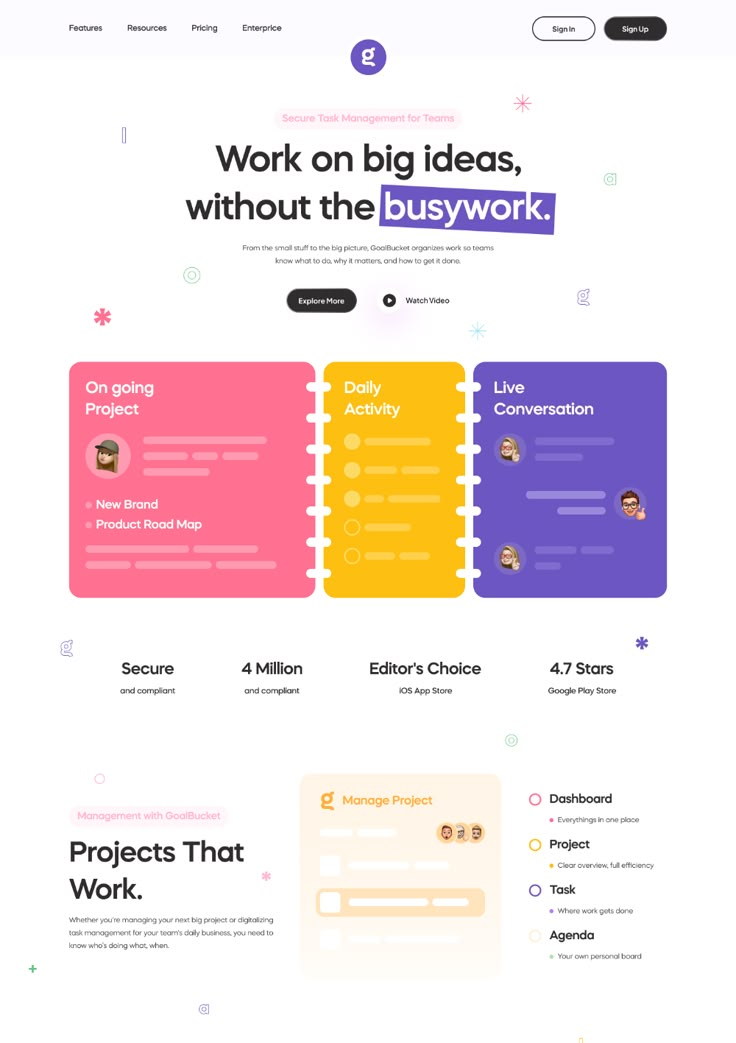 Features Resources Pricing Enterprice Sign In Sign Up
g
Secure Task Management for Teams
Work on big ideas,
without the busywork.
From the small stuff to the big picture, GoalBucket organizes work so teams
know what to do, why it matters, and how to get it done.
Explore More Watch Video
On going
Project
New Brand
Product Road Map
Daily
Activity
Live
Conversation
Secure
and compliant
4 Million
and compliant
Editor's Choice
iOS App Store
4.7 Stars
Google Play Store
Management with GoalBucket
Projects That
Work.
Whether you're managing your next big project or digitalizing
task management for your team's daily business, you need to
know who's doing what, when.
g Manage Project
Dashboard
Everythings in one place
Project
Clear overview, full efficiency
Task
Where work gets done
Agenda
Your own personal board